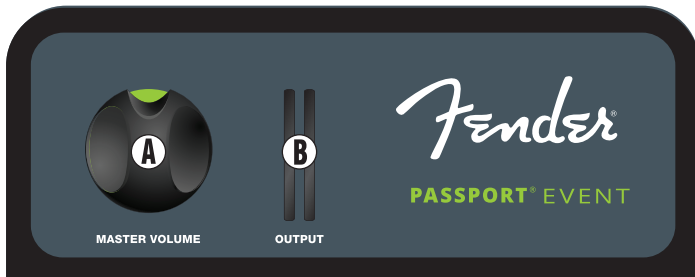 A
B
MASTER VOLUME
OUTPUT
Fender®
PASSPORT® EVENT